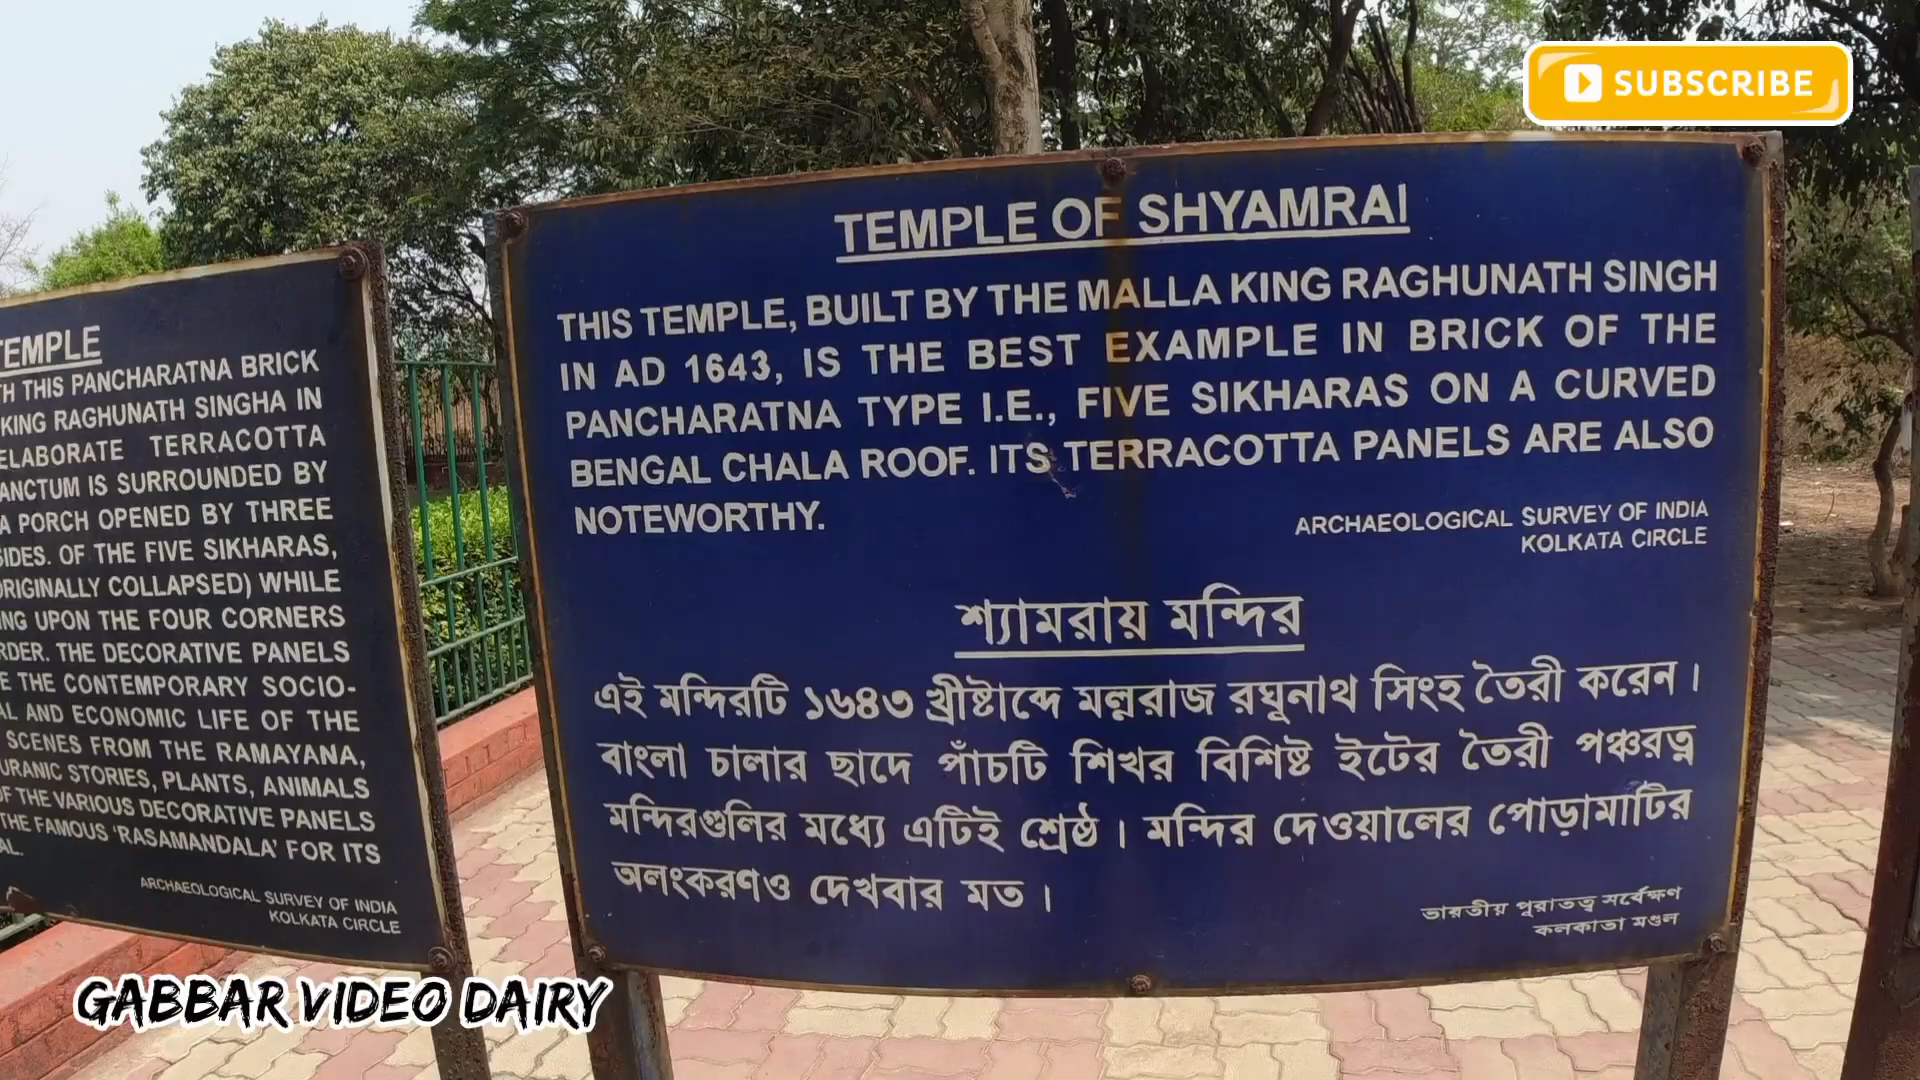 SUBSCRIBE
TEMPLE
TH THIS PANCHARATNA BRICK
KING RAGHUNATH SINGHA IN
ELABORATE TERRACOTTA
ANCTUM IS SURROUNDED BY
A PORCH OPENED BY THREE
SIDES. OF THE FIVE SIKHARAS,
ORIGINALLY COLLAPSED) WHILE
NG UPON THE FOUR CORNERS
RDER. THE DECORATIVE PANELS
E THE CONTEMPORARY SOCIO-
AL AND ECONOMIC LIFE OF THE
SCENES FROM THE RAMAYANA,
URANIC STORIES, PLANTS, ANIMALS
OF THE VARIOUS DECORATIVE PANELS
THE FAMOUS 'RASAMANDALA' FOR ITS
AL.
ARCHAEOLOGICAL SURVEY OF INDIA
KOLKATA CIRCLE
TEMPLE OF SHYAMRAI
THIS TEMPLE, BUILT BY THE MALLA KING RAGHUNATH SINGH
IN AD 1643, IS THE BEST EXAMPLE IN BRICK OF THE
PANCHARATNA TYPE I.E., FIVE SIKHARAS ON A CURVED
BENGAL CHALA ROOF. ITS TERRACOTTA PANELS ARE ALSO
NOTEWORTHY.
ARCHAEOLOGICAL SURVEY OF INDIA
KOLKATA CIRCLE
শ্যামরায় মন্দির
এই মন্দিরটি ১৬৪৩ খ্রীষ্টাব্দে মল্লরাজ রঘুনাথ সিংহ তৈরী করেন।
বাংলা চালার ছাদে পাঁচটি শিখর বিশিষ্ট ইটের তৈরী পঞ্চরত্ন
মন্দিরগুলির মধ্যে এটিই শ্রেষ্ঠ। মন্দির দেওয়ালের পোড়ামাটির
অলংকরণও দেখবার মত।
ভারতীয় পুরাতত্ত্ব সর্বেক্ষণ
কলকাতা মণ্ডল
GABBAR VIDEO DAIRY